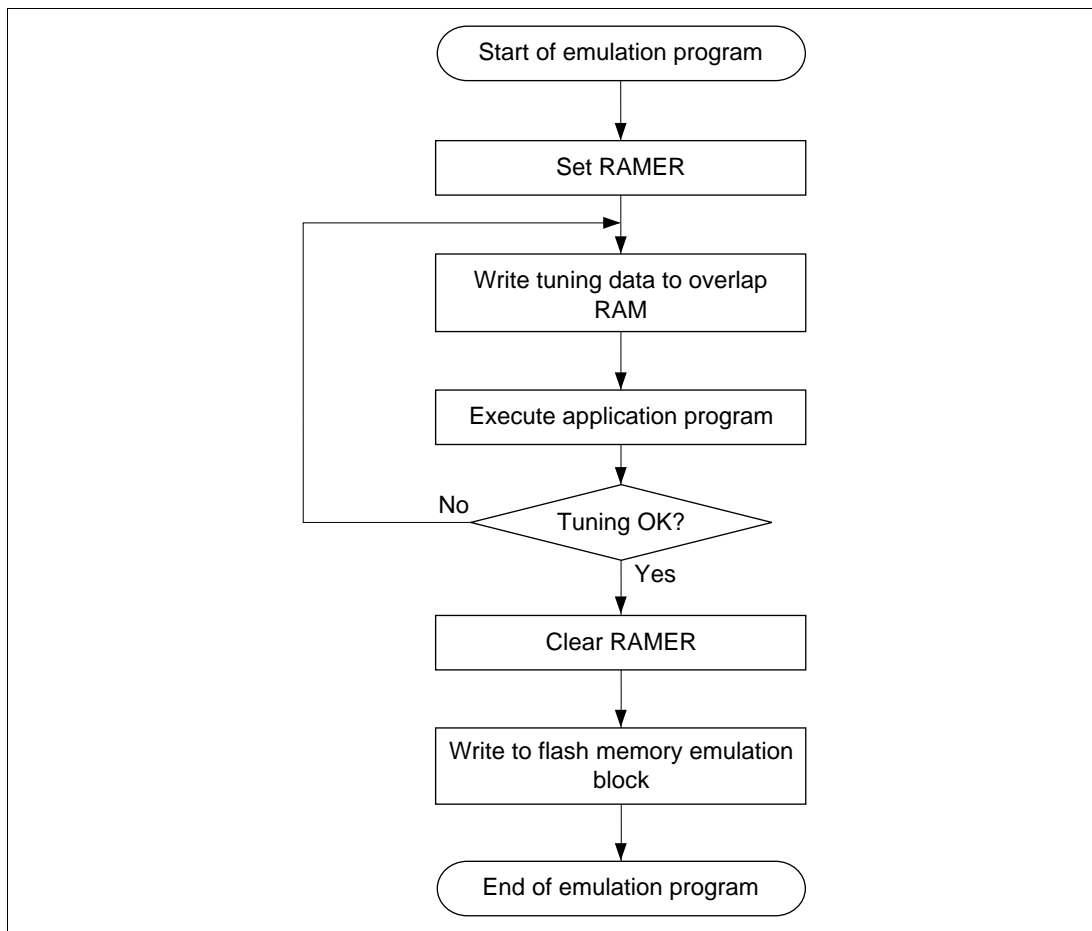 Start of emulation program
Set RAMER
Write tuning data to overlap
RAM
Execute application program
No
Tuning OK?
Yes
Clear RAMER
Write to flash memory emulation
block
End of emulation program